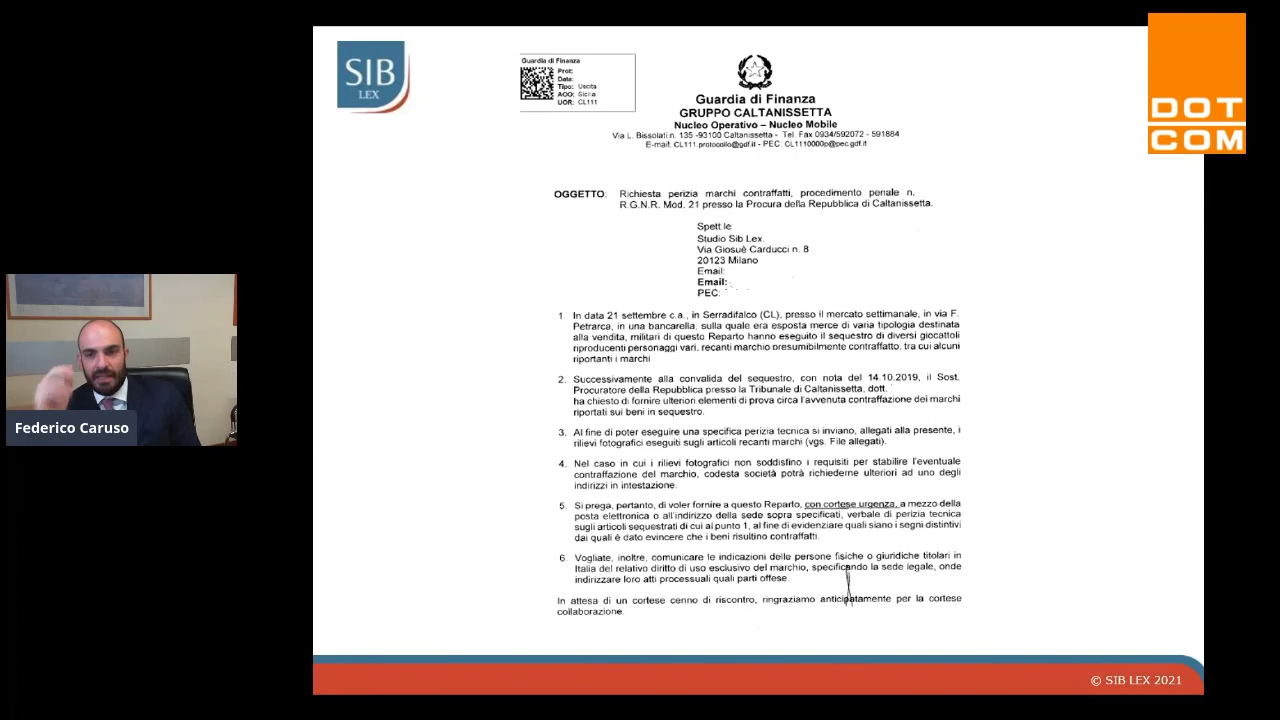 SIB
LEX
Guardia di Finanza
Prot:
Data:
Tipo: Uscita
AOO: Sicilia
UOR: CL111
Guardia di Finanza
GRUPPO CALTANISSETTA
Nucleo Operativo – Nucleo Mobile
Via L. Bissolati n. 135 -93100 Caltanissetta - Tel. Fax 0934/592072 - 591884
E-mail: CL111.protocollo@gdf.it - PEC: CL1110000p@pec.gdf.it
DOT
COM
OGGETTO: Richiesta perizia marchi contraffatti, procedimento penale n.
R.G.N.R. Mod. 21 presso la Procura della Repubblica di Caltanissetta.
Spett.le
Studio Sib Lex.
Via Giosuè Carducci n. 8
20123 Milano
Email:
Email:
PEC:
1. In data 21 settembre c.a., in Serradifalco (CL), presso il mercato settimanale, in via F.
Petrarca, in una bancarella, sulla quale era esposta merce di varia tipologia destinata
alla vendita, militari di questo Reparto hanno eseguito il sequestro di diversi giocattoli
riproducenti personaggi vari, recanti marchio presumibilmente contraffatto, tra cui alcuni
riportanti i marchi
2. Successivamente alla convalida del sequestro, con nota del 14.10.2019, il Sost.
Procuratore della Repubblica presso la Tribunale di Caltanissetta, dott.
ha chiesto di fornire ulteriori elementi di prova circa l'avvenuta contraffazione dei marchi
riportati sui beni in sequestro.
3. Al fine di poter eseguire una specifica perizia tecnica si inviano, allegati alla presente, i
rilievi fotografici eseguiti sugli articoli recanti marchi (vgs. File allegati).
4. Nel caso in cui i rilievi fotografici non soddisfino i requisiti per stabilire l'eventuale
contraffazione del marchio, codesta società potrà richiederne ulteriori ad uno degli
indirizzi in intestazione.
5. Si prega, pertanto, di voler fornire a questo Reparto, con cortese urgenza, a mezzo della
posta elettronica o all'indirizzo della sede sopra specificati, verbale di perizia tecnica
sugli articoli sequestrati di cui al punto 1, al fine di evidenziare quali siano i segni distintivi
dai quali è dato evincere che i beni risultino contraffatti.
6. Vogliate, inoltre, comunicare le indicazioni delle persone fisiche o giuridiche titolari in
Italia del relativo diritto di uso esclusivo del marchio, specificando la sede legale, onde
indirizzare loro atti processuali quali parti offese.
In attesa di un cortese cenno di riscontro, ringraziamo anticipatamente per la cortese
collaborazione.
Federico Caruso
© SIB LEX 2021